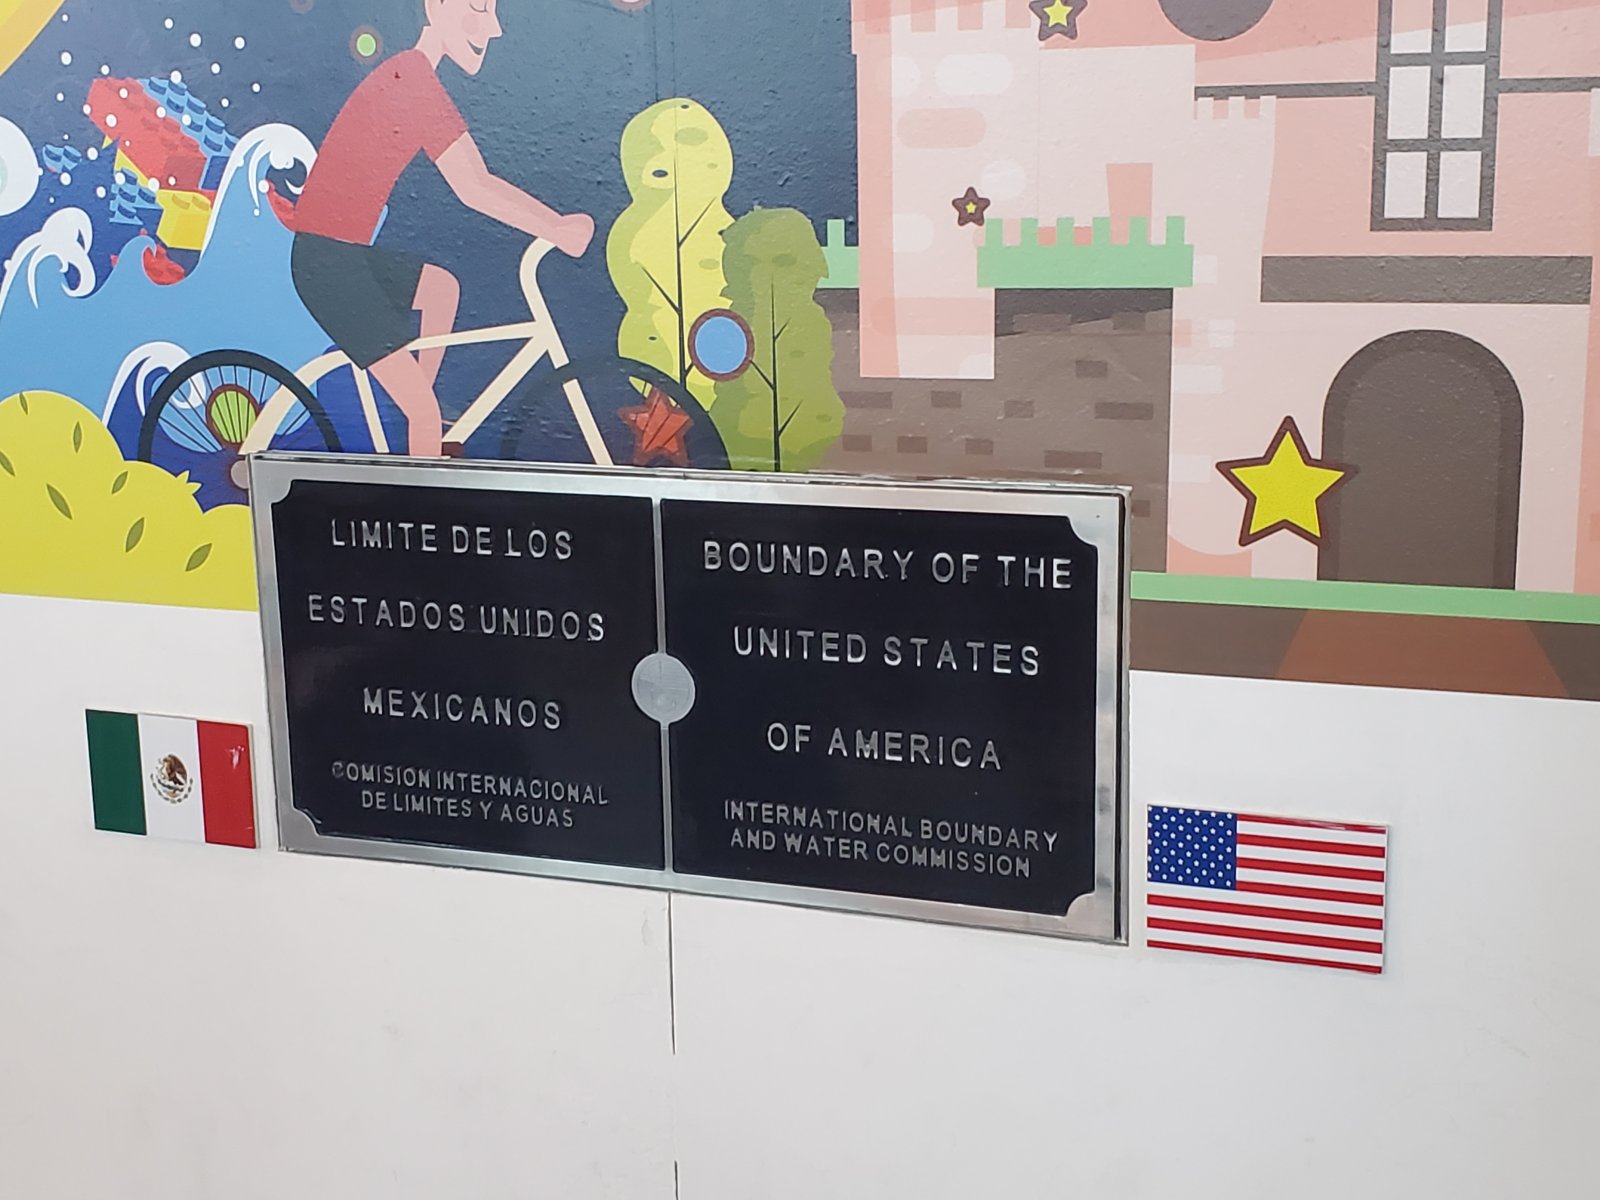 LIMITE DE LOS
ESTADOS UNIDOS
MEXICANOS
COMISION INTERNACIONAL
DE LIMITES Y AGUAS
BOUNDARY OF THE
UNITED STATES
OF AMERICA
INTERNATIONAL BOUNDARY
AND WATER COMMISSION